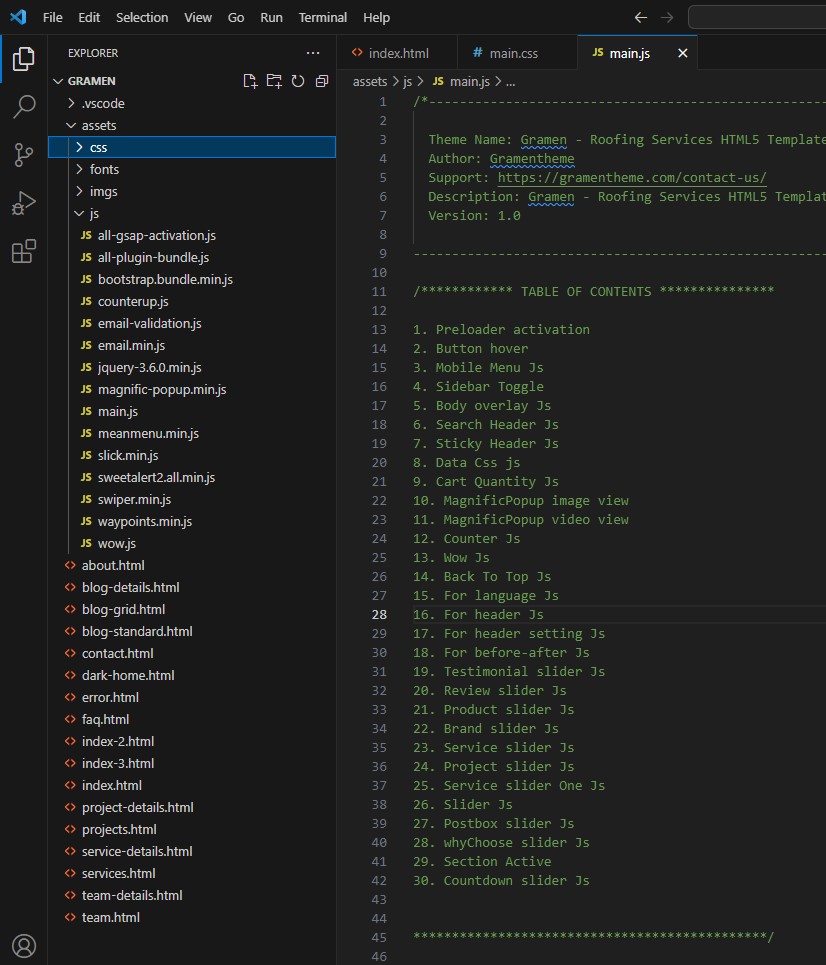 File Edit Selection View Go Run Terminal Help
EXPLORER
GRAMEN
.vscode
assets
css
fonts
imgs
js
JS all-gsap-activation.js
JS all-plugin-bundle.js
JS bootstrap.bundle.min.js
JS counterup.js
JS email-validation.js
JS email.min.js
JS jquery-3.6.0.min.js
JS magnific-popup.min.js
JS main.js
JS meanmenu.min.js
JS slick.min.js
JS sweetalert2.all.min.js
JS swiper.min.js
JS waypoints.min.js
JS wow.js
<> about.html
<> blog-details.html
<> blog-grid.html
<> blog-standard.html
<> contact.html
<> dark-home.html
<> error.html
<> faq.html
<> index-2.html
<> index-3.html
<> index.html
<> project-details.html
<> projects.html
<> service-details.html
<> services.html
<> team-details.html
<> team.html
<> index.html # main.css JS main.js
assets > js > JS main.js > ...
1 /*------------------------------------------------------
2
3 Theme Name: Gramen - Roofing Services HTML5 Template
4 Author: Gramentheme
5 Support: https://gramentheme.com/contact-us/
6 Description: Gramen - Roofing Services HTML5 Templat
7 Version: 1.0
8
9 ------------------------------------------------------
10
11 /************ TABLE OF CONTENTS ***************
12
13 1. Preloader activation
14 2. Button hover
15 3. Mobile Menu Js
16 4. Sidebar Toggle
17 5. Body overlay Js
18 6. Search Header Js
19 7. Sticky Header Js
20 8. Data Css js
21 9. Cart Quantity Js
22 10. MagnificPopup image view
23 11. MagnificPopup video view
24 12. Counter Js
25 13. Wow Js
26 14. Back To Top Js
27 15. For language Js
28 16. For header Js
29 17. For header setting Js
30 18. For before-after Js
31 19. Testimonial slider Js
32 20. Review slider Js
33 21. Product slider Js
34 22. Brand slider Js
35 23. Service slider Js
36 24. Project slider Js
37 25. Service slider One Js
38 26. Slider Js
39 27. Postbox slider Js
40 28. whyChoose slider Js
41 29. Section Active
42 30. Countdown slider Js
43
44
45 **********************************************/
46